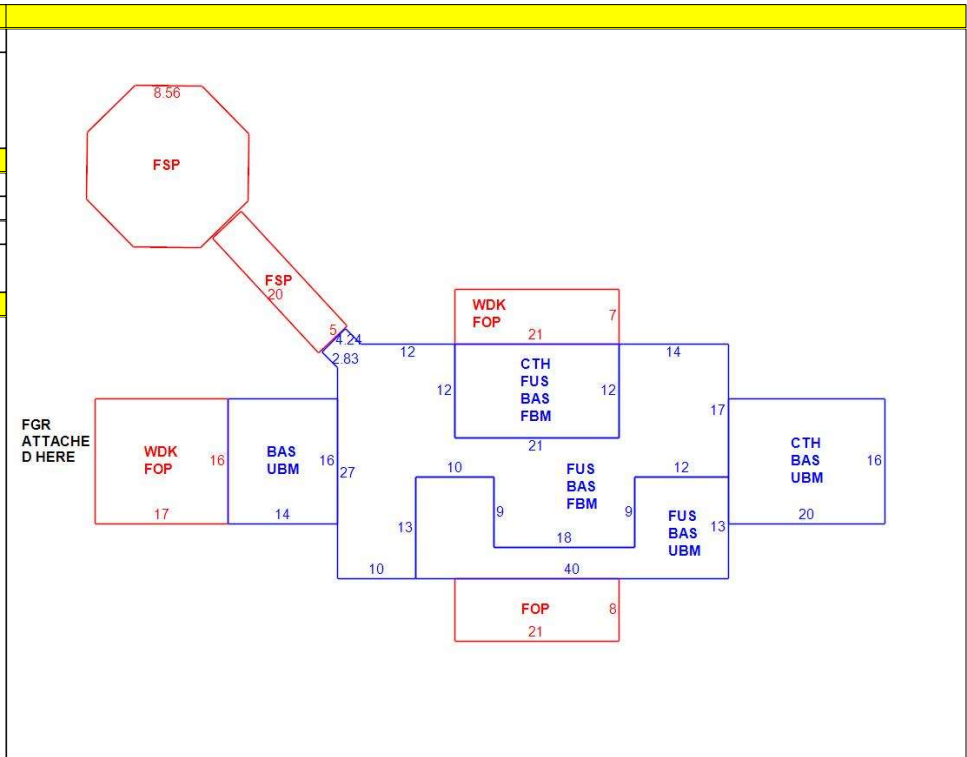 8.56
FSP
FSP
20
5
4.24
2.83
WDK
FOP
7
21
12
14
12
CTH
FUS
BAS
FBM
12
21
17
FGR
ATTACHE
D HERE
WDK
FOP
16
17
BAS
UBM
16
14
27
10
12
FUS
BAS
FBM
CTH
BAS
UBM
16
20
13
9
9
18
FUS
BAS
UBM
13
10
40
FOP
8
21